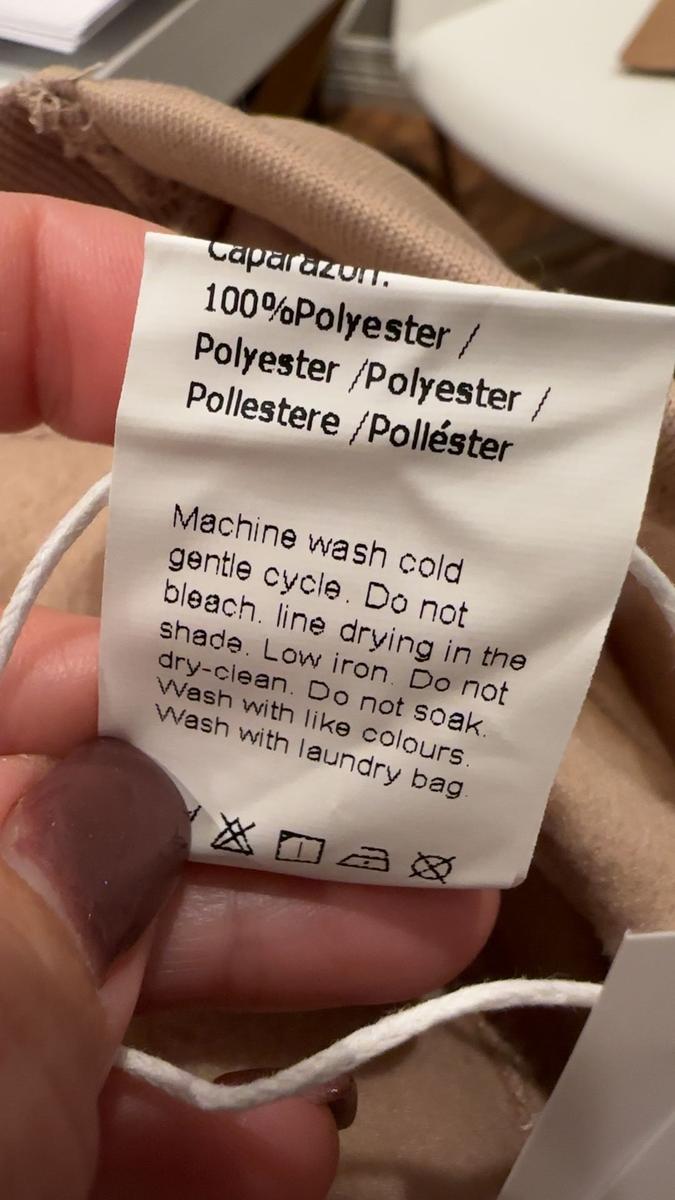 Caparazón:
100%Polyester /
Polyester /Polyester /
Pollestere /Polléster
Machine wash cold
gentle cycle. Do not
bleach. line drying in the
shade. Low iron. Do not
dry-clean. Do not soak.
Wash with like colours.
Wash with laundry bag.